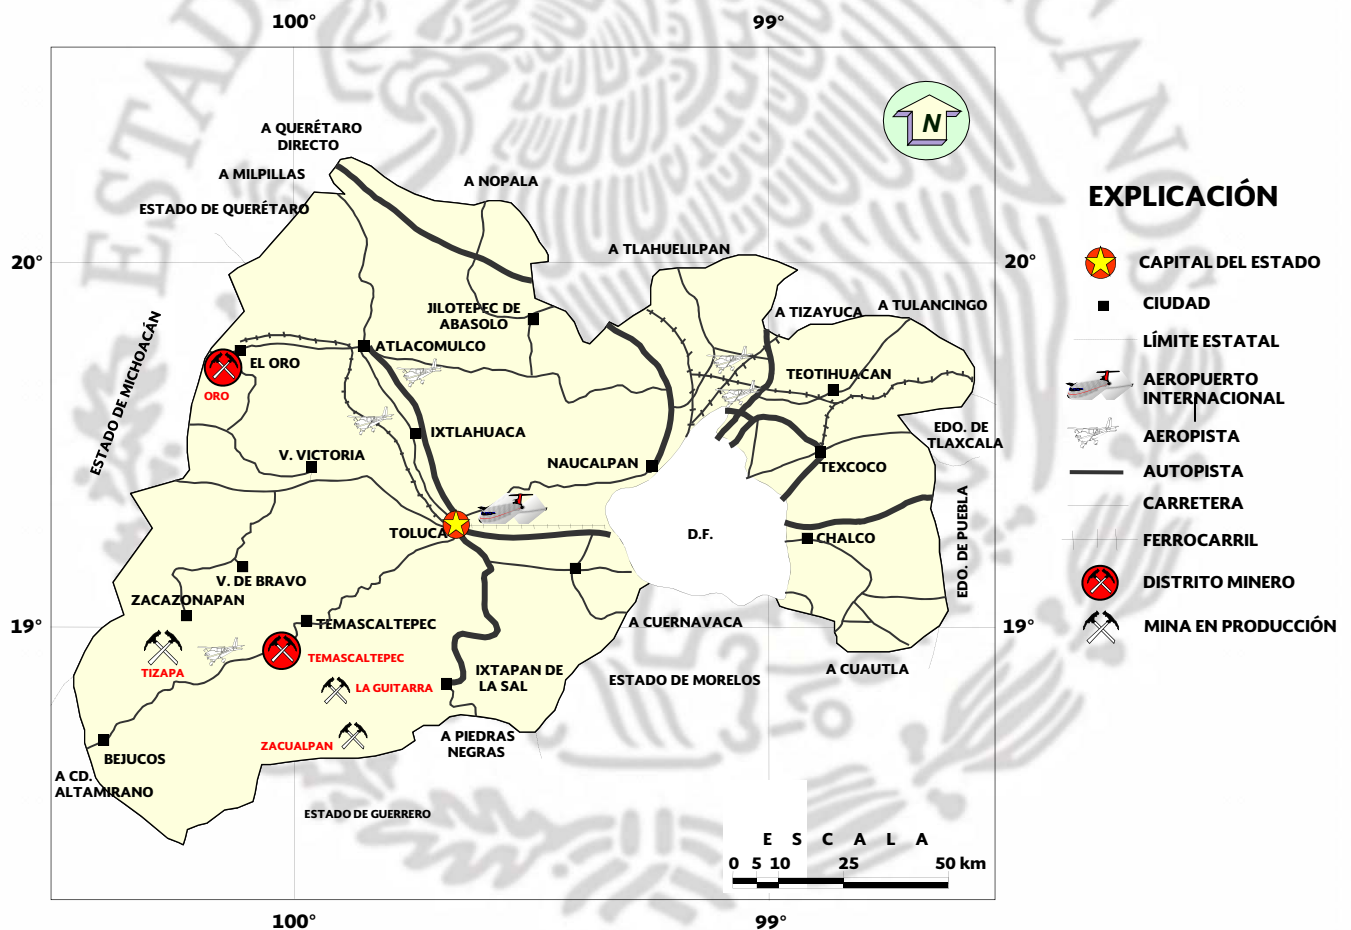 ESTADOS
MEXICANOS
100°
99°
A QUERÉTARO
DIRECTO
A MILPILLAS
A NOPALA
ESTADO DE QUERÉTARO
A TLAHUELILPAN
N
20°
20°
A TIZAYUCA
A TULANCINGO
JILOTEPEC DE
ABASOLO
ATLACOMULCO
EL ORO
ORO
TEOTIHUACAN
ESTADO DE MICHOACÁN
IXTLAHUACA
V. VICTORIA
NAUCALPAN
TEXCOCO
EDO. DE
TLAXCALA
TOLUCA
D.F.
CHALCO
EDO. DE PUEBLA
V. DE BRAVO
ZACAZONAPAN
19°
19°
TEMASCALTEPEC
A CUERNAVACA
TIZAPA
TEMASCALTEPEC
LA GUITARRA
IXTAPAN DE
LA SAL
ESTADO DE MORELOS
A CUAUTLA
ZACUALPAN
A PIEDRAS
NEGRAS
BEJUCOS
A CD.
ALTAMIRANO
ESTADO DE GUERRERO
E S C A L A
0 5 10 25 50 km
100°
99°
EXPLICACIÓN
CAPITAL DEL ESTADO
CIUDAD
LÍMITE ESTATAL
AEROPUERTO
INTERNACIONAL
AEROPISTA
AUTOPISTA
CARRETERA
FERROCARRIL
DISTRITO MINERO
MINA EN PRODUCCIÓN